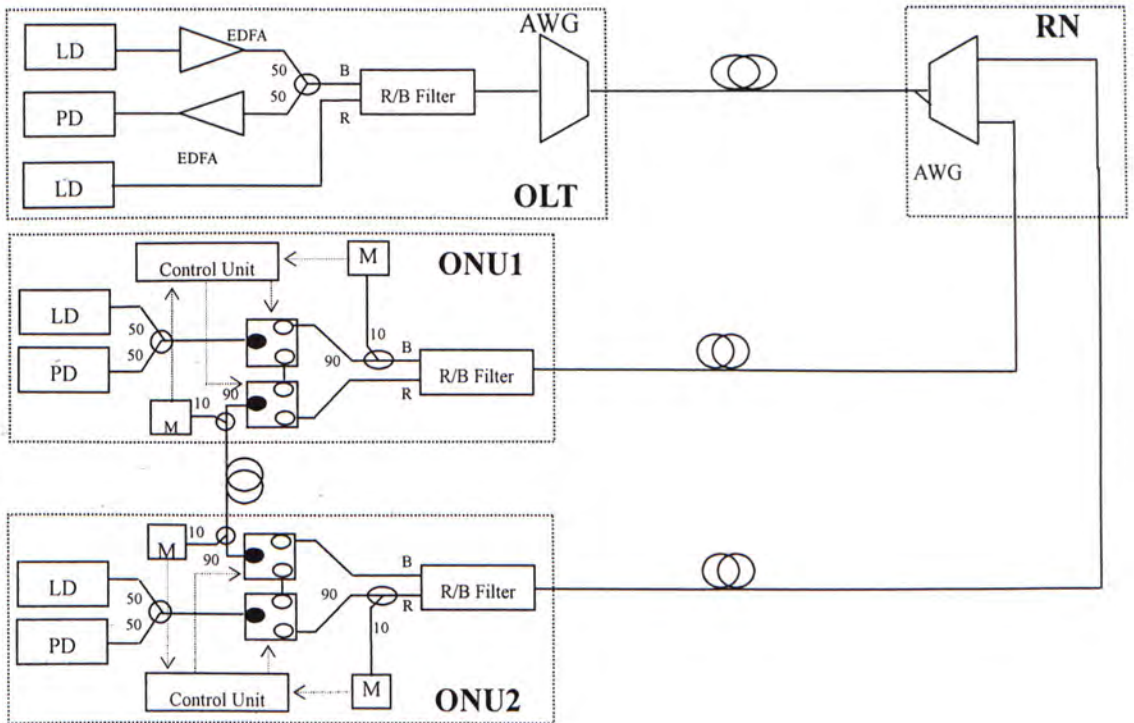 LD
EDFA
50
50
PD
EDFA
LD
B
R
R/B Filter
AWG
OLT
RN
AWG
ONU1
Control Unit
M
LD
50
50
PD
10
90
B
R
R/B Filter
10
90
M
M
10
90
LD
50
50
PD
90
B
R
10
R/B Filter
Control Unit
M
ONU2